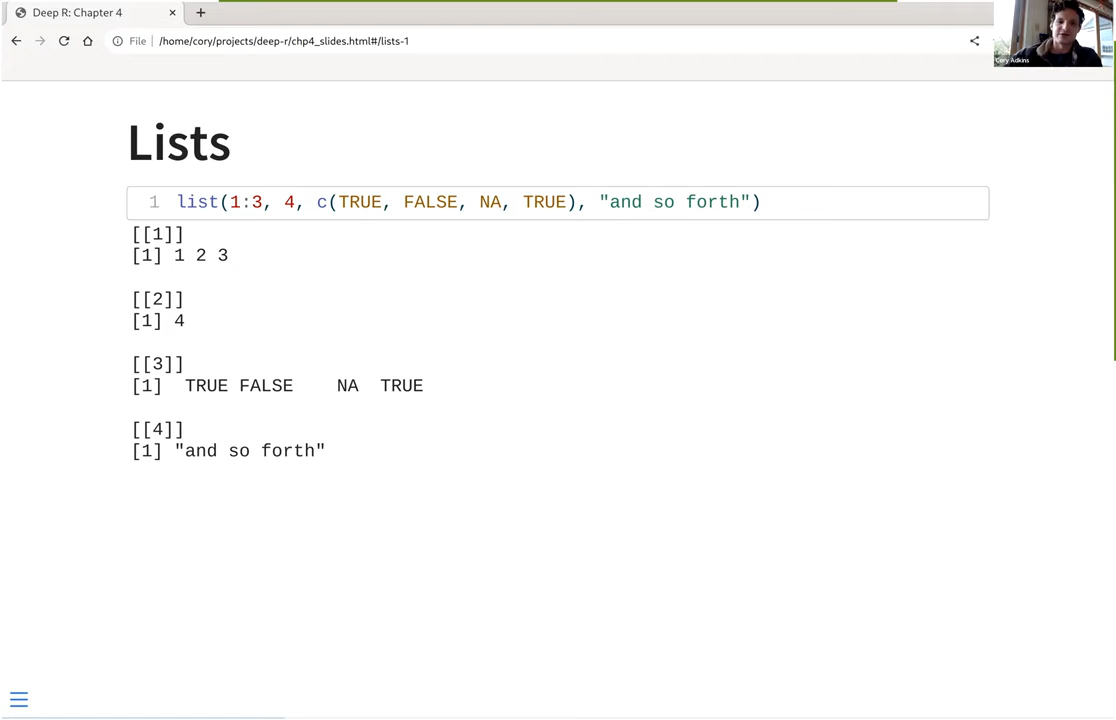 Deep R: Chapter 4
File /home/cory/projects/deep-r/chp4_slides.html#/lists-1
Cory Adkins
Lists
1 list(1:3, 4, c(TRUE, FALSE, NA, TRUE), "and so forth")
[[1]]
[1] 1 2 3
[[2]]
[1] 4
[[3]]
[1]  TRUE FALSE    NA  TRUE
[[4]]
[1] "and so forth"